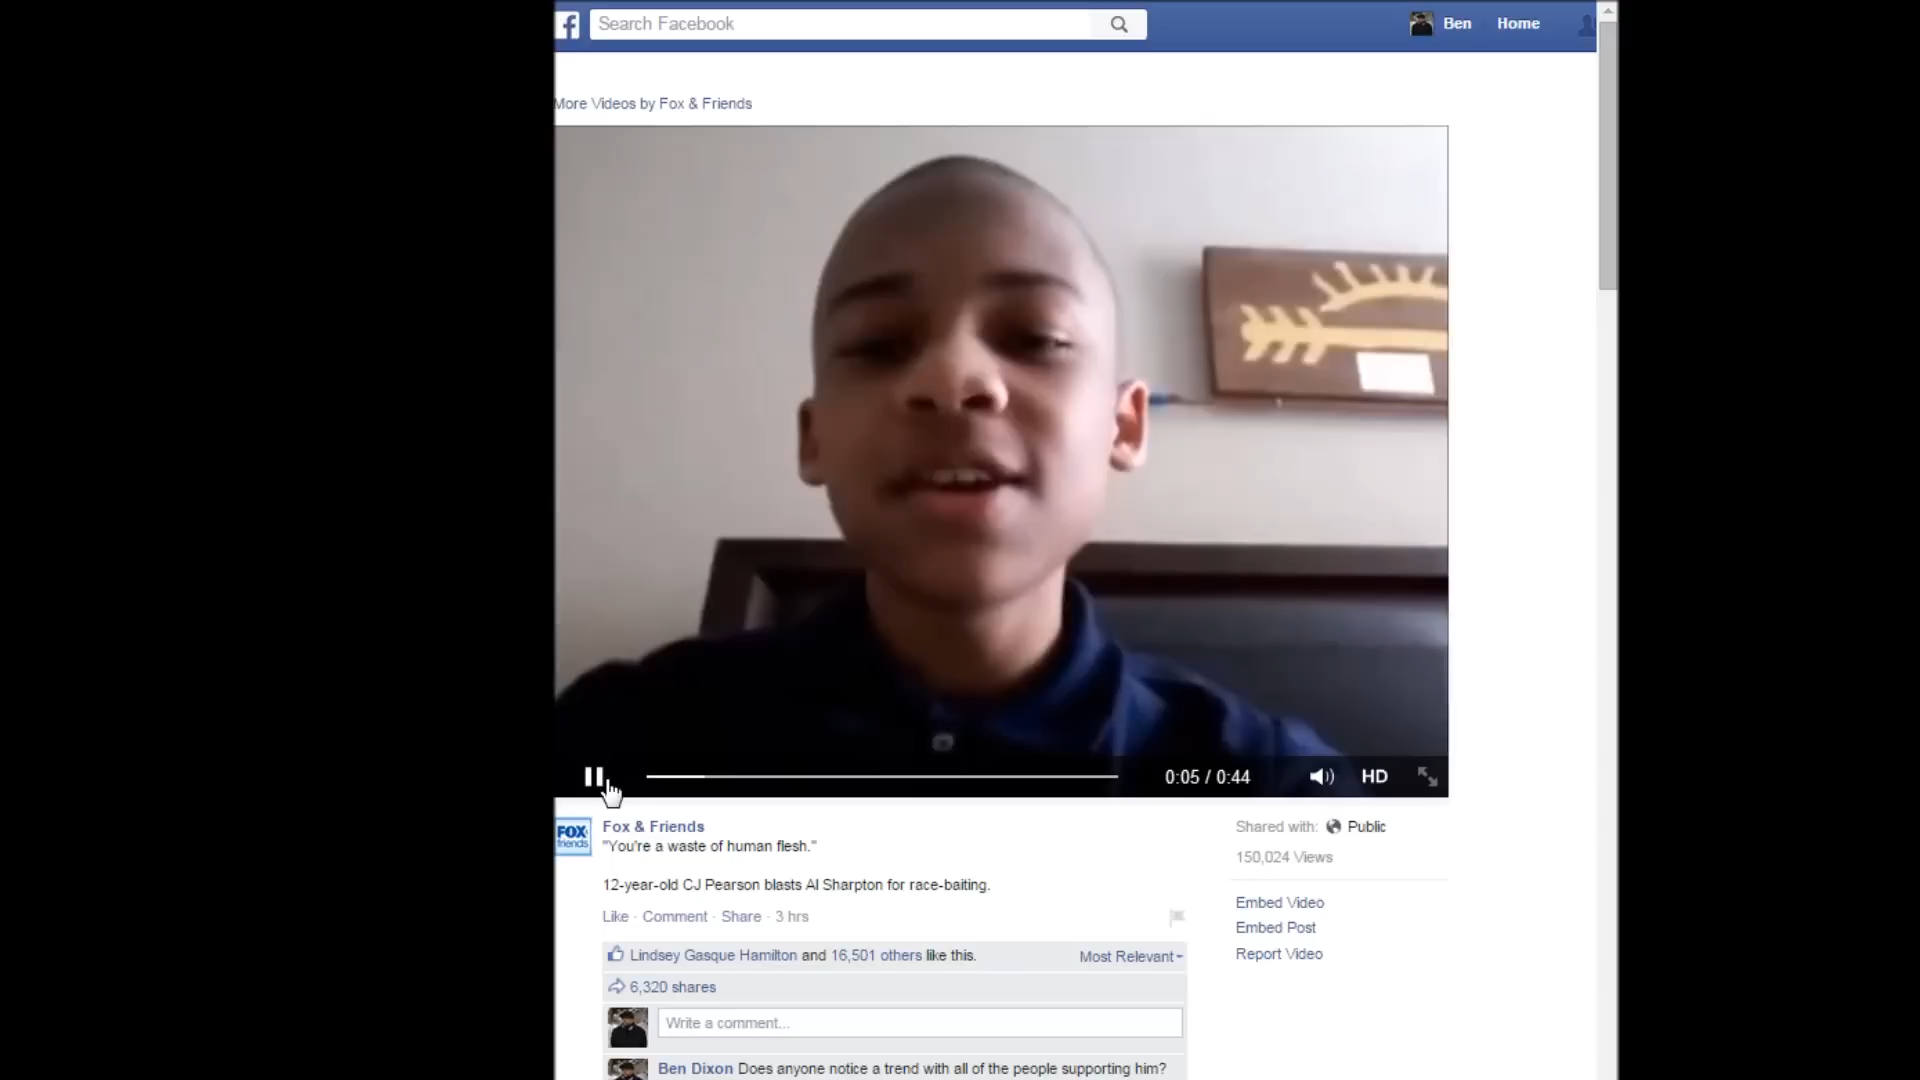 Search Facebook
Ben
Home
More Videos by Fox & Friends
0:05 / 0:44
HD
FOX
friends
Fox & Friends
"You're a waste of human flesh."
12-year-old CJ Pearson blasts Al Sharpton for race-baiting.
Like · Comment · Share · 3 hrs
Lindsey Gasque Hamilton and 16,501 others like this.
Most Relevant
6,320 shares
Write a comment...
Ben Dixon Does anyone notice a trend with all of the people supporting him?
Shared with: Public
150,024 Views
Embed Video
Embed Post
Report Video